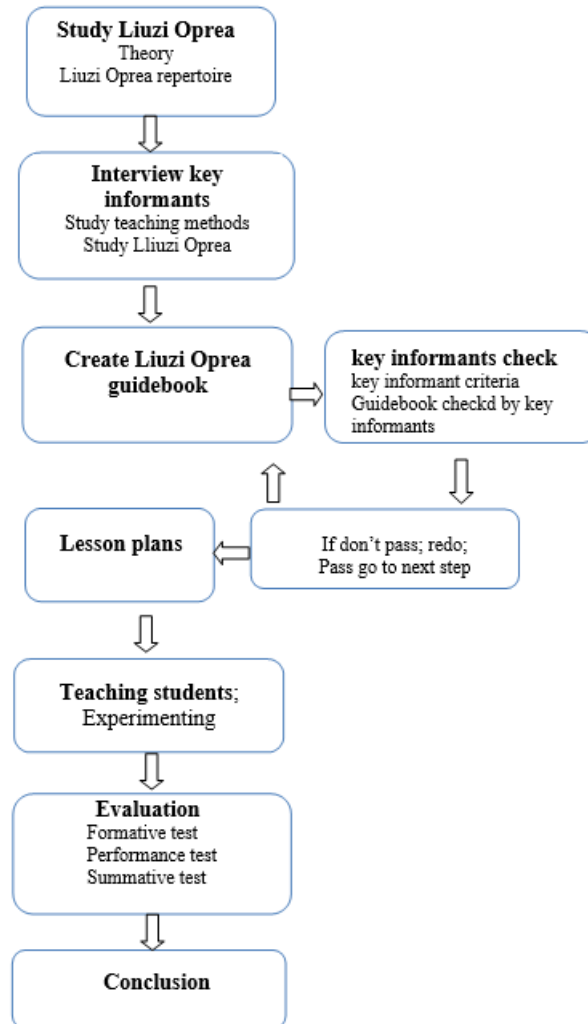 Study Liuzi Oprea
Theory
Liuzi Oprea repertoire
Interview key
informants
Study teaching methods
Study Lliuzi Oprea
Create Liuzi Oprea
guidebook
key informants check
key informant criteria
Guidebook checkd by key
informants
If don't pass; redo;
Pass go to next step
Lesson plans
Teaching students;
Experimenting
Evaluation
Formative test
Performance test
Summative test
Conclusion